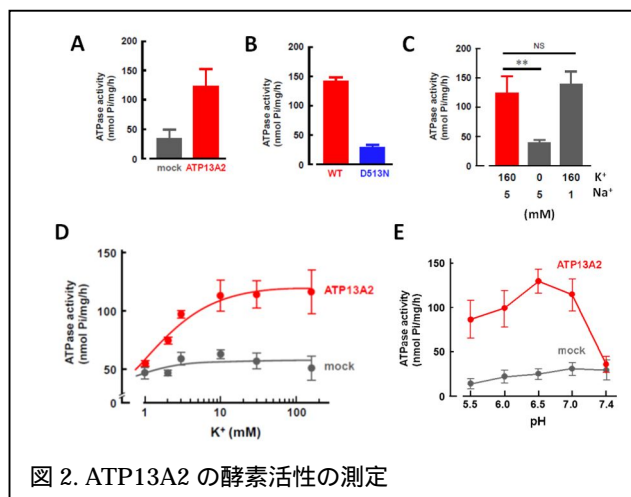 A
ATPase activity
(nmol Pi/mg/h)
200
150
100
50
0
mock ATP13A2
B
ATPase activity
(nmol Pi/mg/h)
200
150
100
50
0
WT D513N
C
ATPase activity
(nmol Pi/mg/h)
200
150
100
50
0
NS
**
160 0 160 K⁺
5 5 1 Na⁺
(mM)
D
ATPase activity
(nmol Pi/mg/h)
150
100
50
0
ATP13A2
mock
1 10 100
K⁺ (mM)
E
ATPase activity
(nmol Pi/mg/h)
150
100
50
0
ATP13A2
mock
5.5 6.0 6.5 7.0 7.4
pH
図 2. ATP13A2 の酵素活性の測定